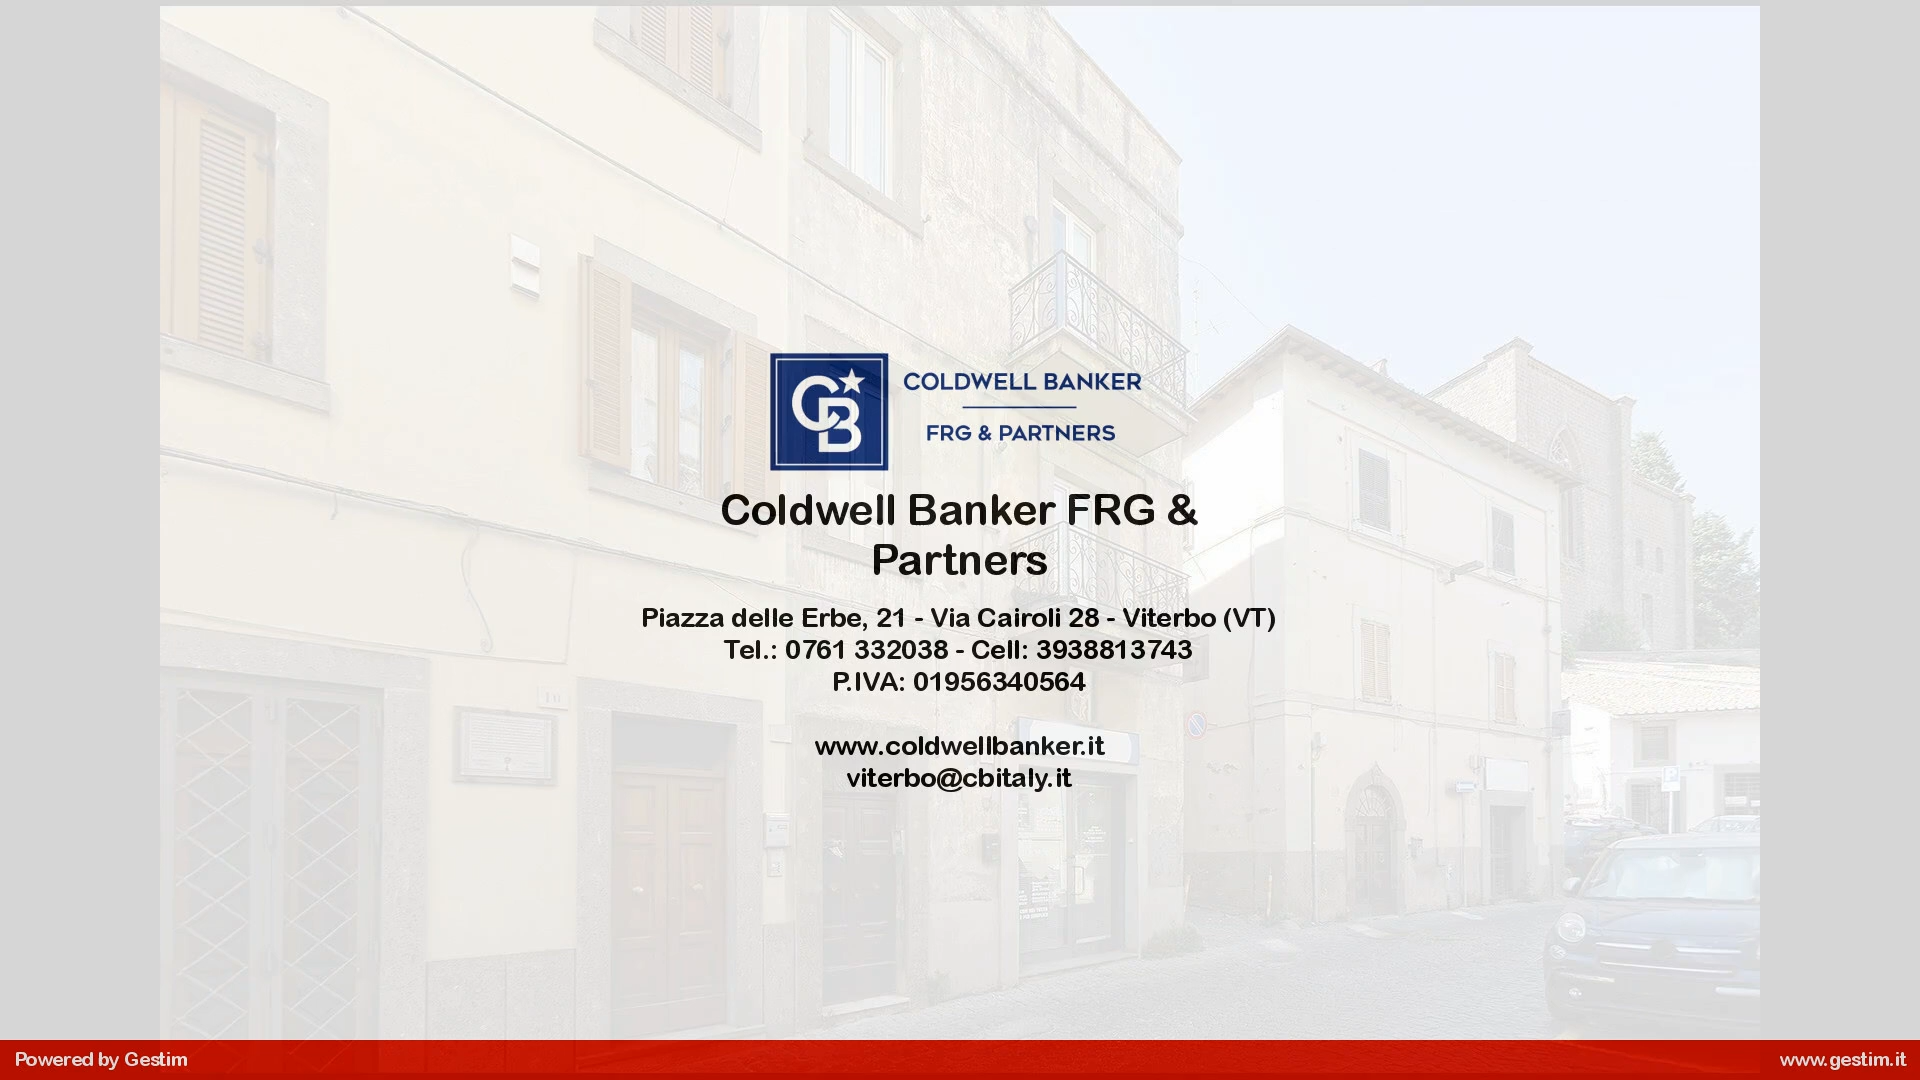 CB
COLDWELL BANKER
FRG & PARTNERS
Coldwell Banker FRG &
Partners
Piazza delle Erbe, 21 - Via Cairoli 28 - Viterbo (VT)
Tel.: 0761 332038 - Cell: 3938813743
P.IVA: 01956340564
www.coldwellbanker.it
viterbo@cbitaly.it
Powered by Gestim
www.gestim.it